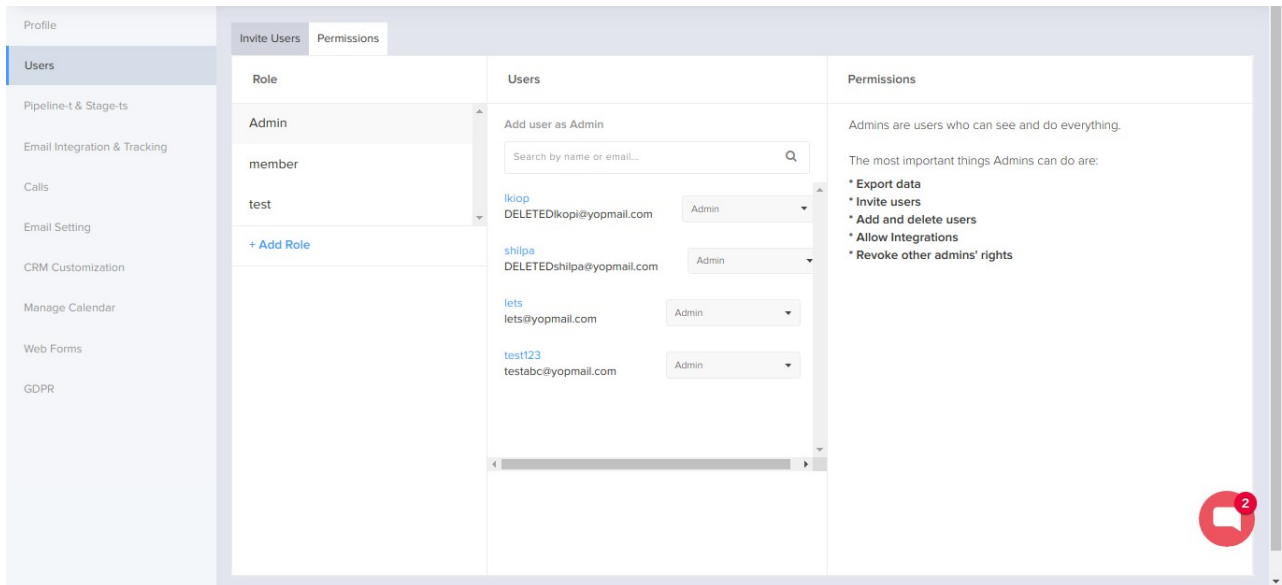 Profile
Users
Pipeline-t & Stage-ts
Email Integration & Tracking
Calls
Email Setting
CRM Customization
Manage Calendar
Web Forms
GDPR
Invite Users Permissions
Role
Admin
member
test
+ Add Role
Users
Add user as Admin
Search by name or email...
lkiop
DELETEDlkopi@yopmail.com Admin
shilpa
DELETEDshilpa@yopmail.com Admin
lets
lets@yopmail.com Admin
test123
testabc@yopmail.com Admin
Permissions
Admins are users who can see and do everything.
The most important things Admins can do are:
* Export data
* Invite users
* Add and delete users
* Allow Integrations
* Revoke other admins' rights
2